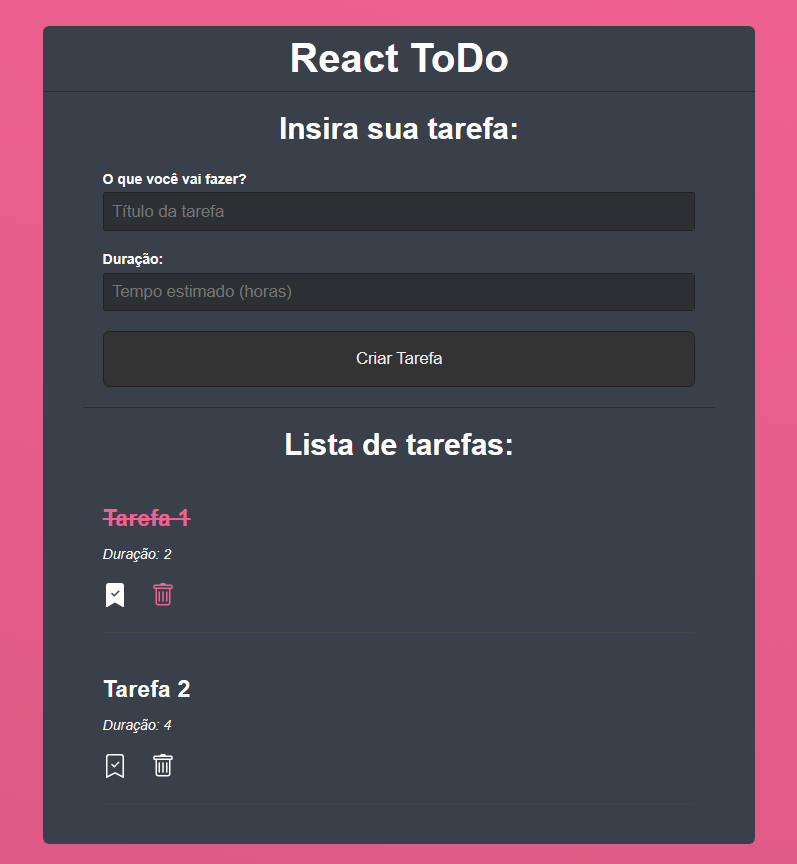 React ToDo
Insira sua tarefa:
O que você vai fazer?
Título da tarefa
Duração:
Tempo estimado (horas)
Criar Tarefa
Lista de tarefas:
Tarefa 1
Duração: 2
Tarefa 2
Duração: 4